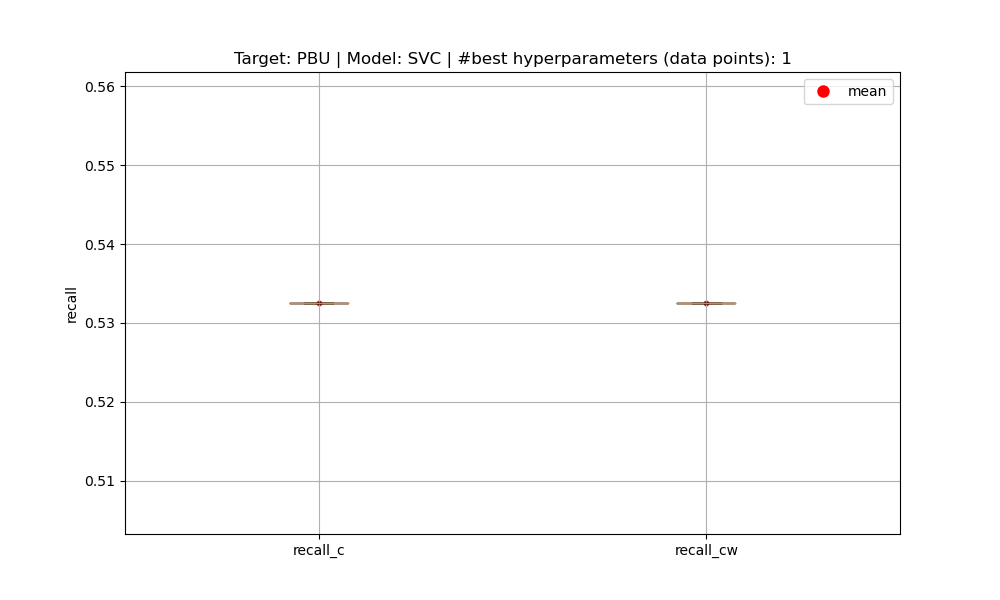 Target: PBU | Model: SVC | #best hyperparameters (data points): 1
mean
0.56
0.55
0.54
0.53
0.52
0.51
recall
recall_c
recall_cw